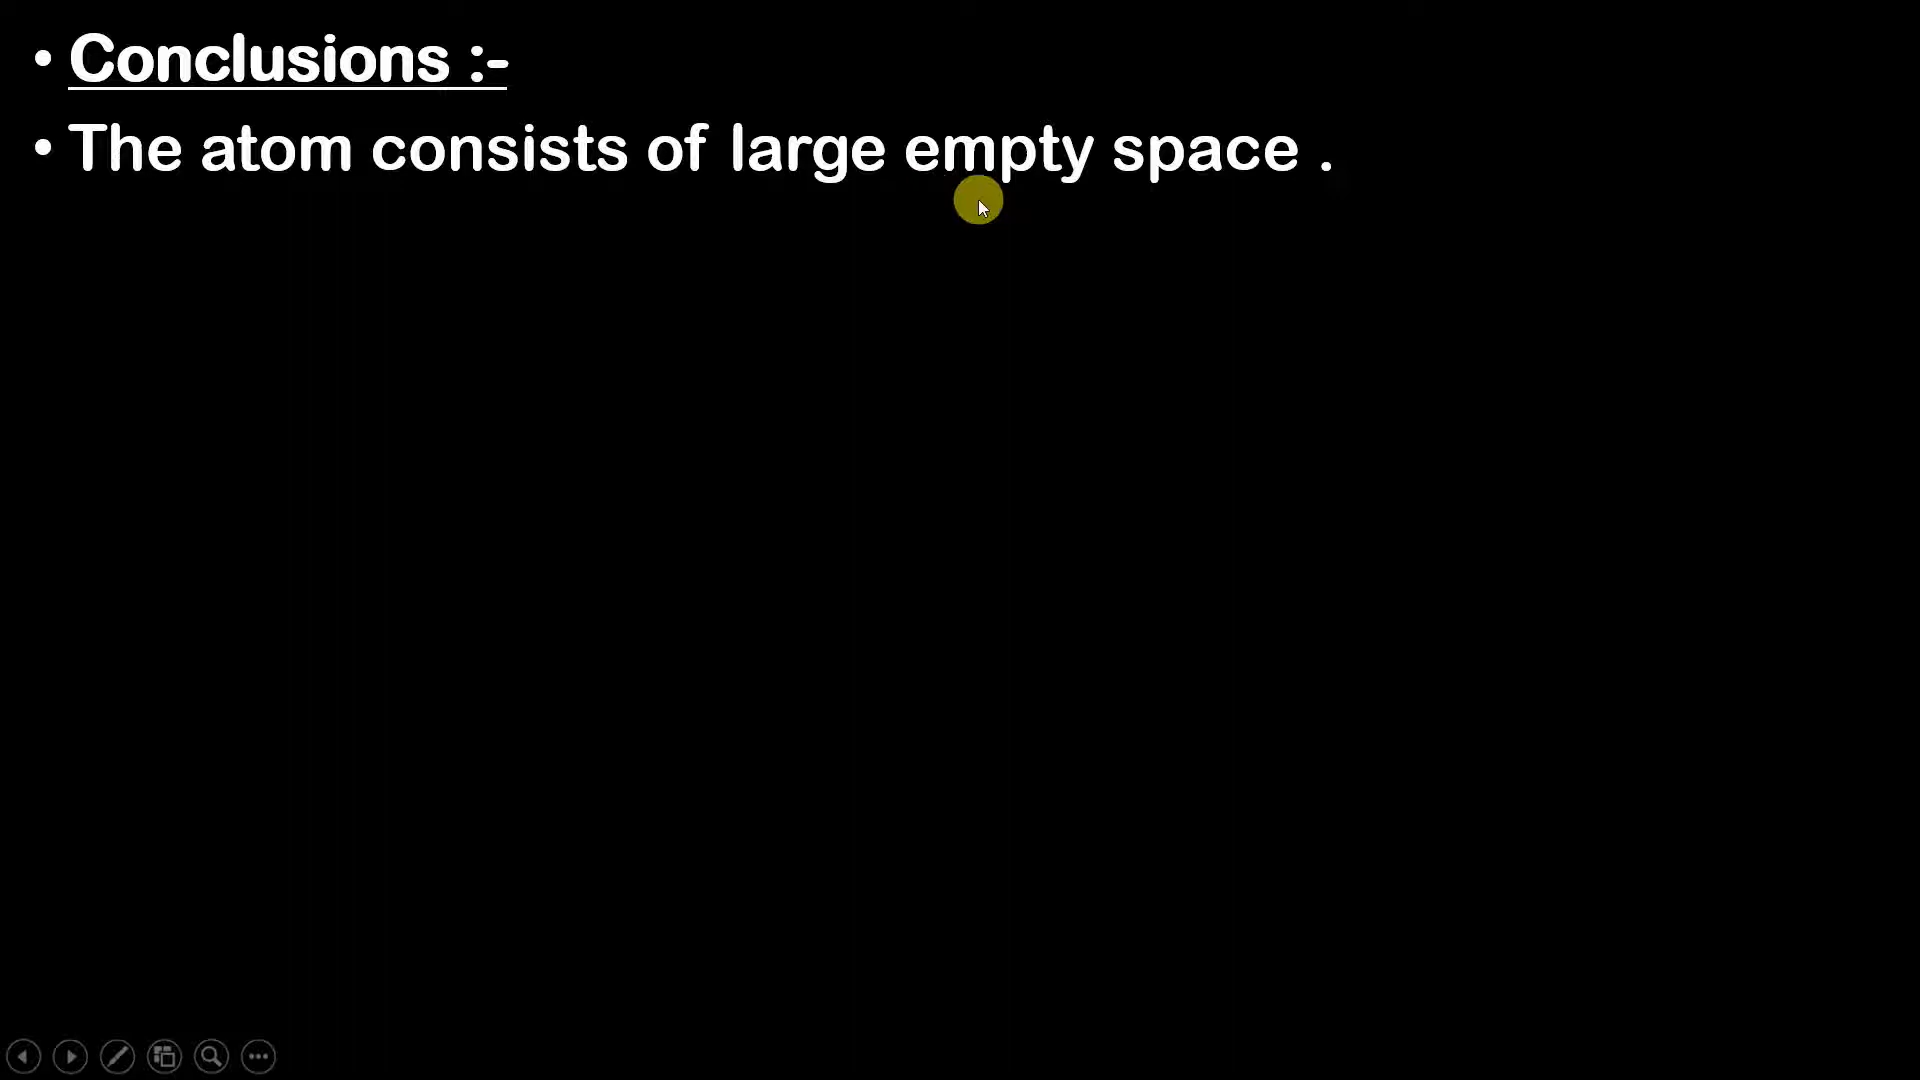 • Conclusions :-
• The atom consists of large empty space .